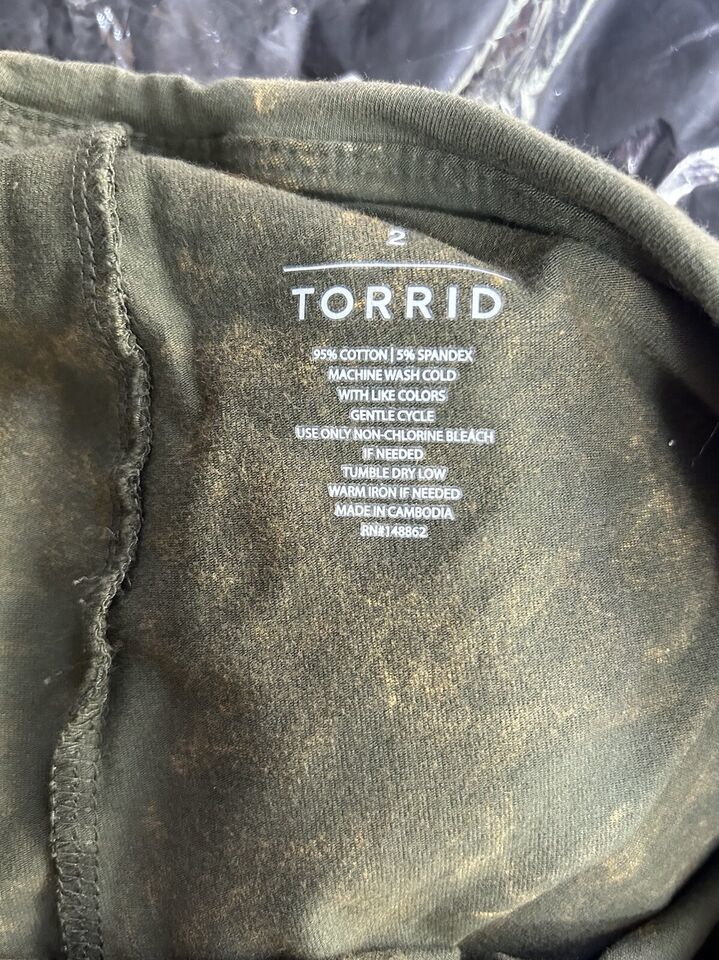 2
TORRID
95% COTTON | 5% SPANDEX
MACHINE WASH COLD
WITH LIKE COLORS
GENTLE CYCLE
USE ONLY NON-CHLORINE BLEACH
IF NEEDED
TUMBLE DRY LOW
WARM IRON IF NEEDED
MADE IN CAMBODIA
RN#148862